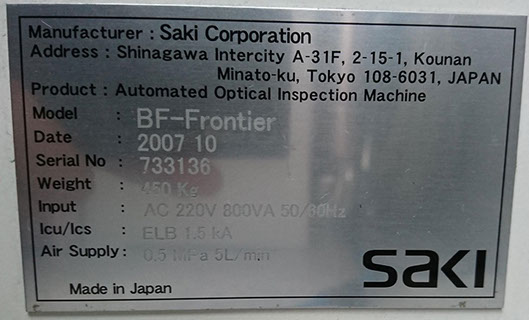 Manufacturer : Saki Corporation
Address : Shinagawa Intercity A-31F, 2-15-1, Kounan
Minato-ku, Tokyo 108-6031, JAPAN
Product : Automated Optical Inspection Machine
Model : BF-Frontier
Date : 2007 10
Serial No : 733136
Weight : 450 Kg
Input : AC 220V 800VA 50/60Hz
Icu/Ics : ELB 1.5 kA
Air Supply: 0.5 MPa 5L/min
Made in Japan
saki